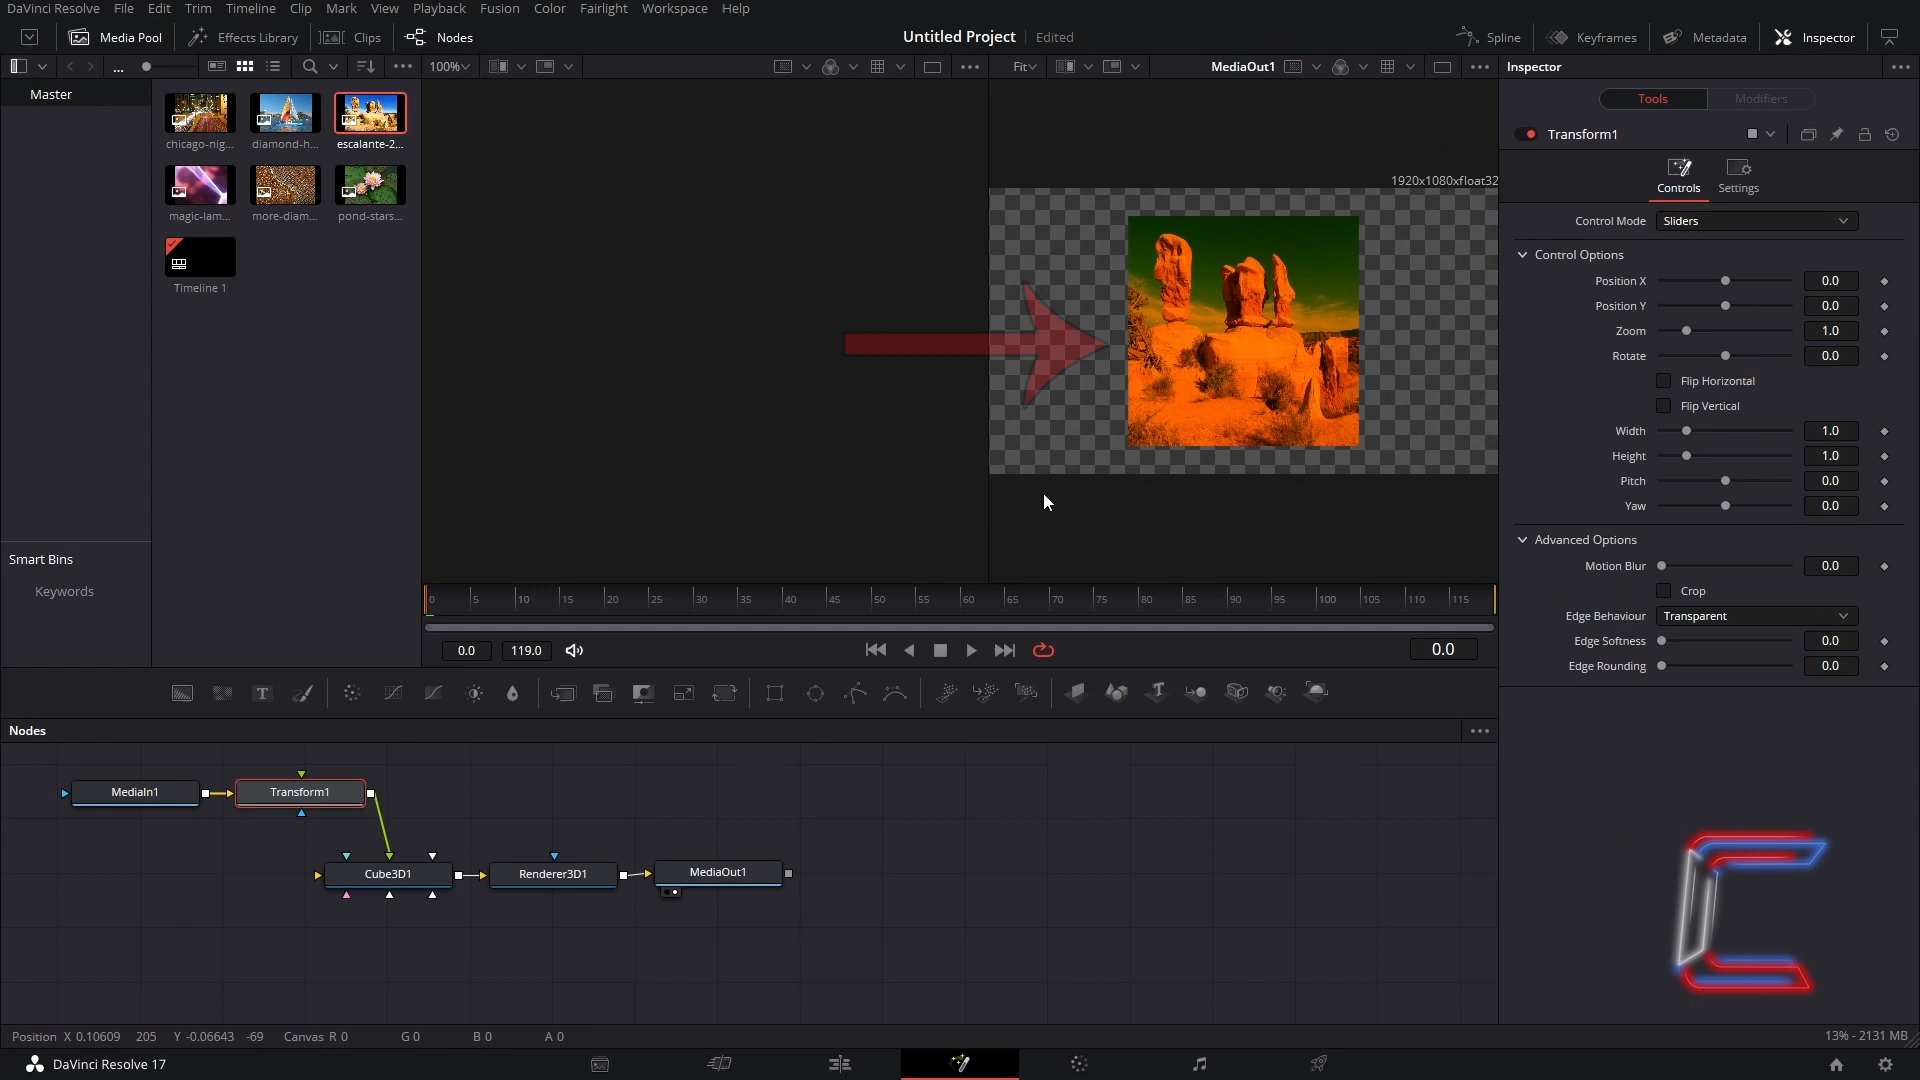 DaVinci Resolve File Edit Trim Timeline Clip Mark View Playback Fusion Color Fairlight Workspace Help
Media Pool Effects Library Clips Nodes Untitled Project Edited Spline Keyframes Metadata Inspector
... 100% Fit MediaOut1 Inspector
Master
Tools Modifiers
Transform1
chicago-nig... diamond-h... escalante-2...
magic-lam... more-diam... pond-stars...
Timeline 1
1920x1080xfloat32
Controls Settings
Control Mode Sliders
Control Options
Position X 0.0
Position Y 0.0
Zoom 1.0
Rotate 0.0
Flip Horizontal
Flip Vertical
Width 1.0
Height 1.0
Pitch 0.0
Yaw 0.0
Advanced Options
Motion Blur 0.0
Crop
Edge Behaviour Transparent
Edge Softness 0.0
Edge Rounding 0.0
Smart Bins
Keywords
0 5 10 15 20 25 30 35 40 45 50 55 60 65 70 75 80 85 90 95 100 105 110 115
0.0 119.0 0.0
T T
Nodes
MediaIn1 Transform1
Cube3D1 Renderer3D1 MediaOut1
Position X 0.10609 205 Y -0.06643 -69 Canvas R 0 G 0 B 0 A 0
13% - 2131 MB
DaVinci Resolve 17